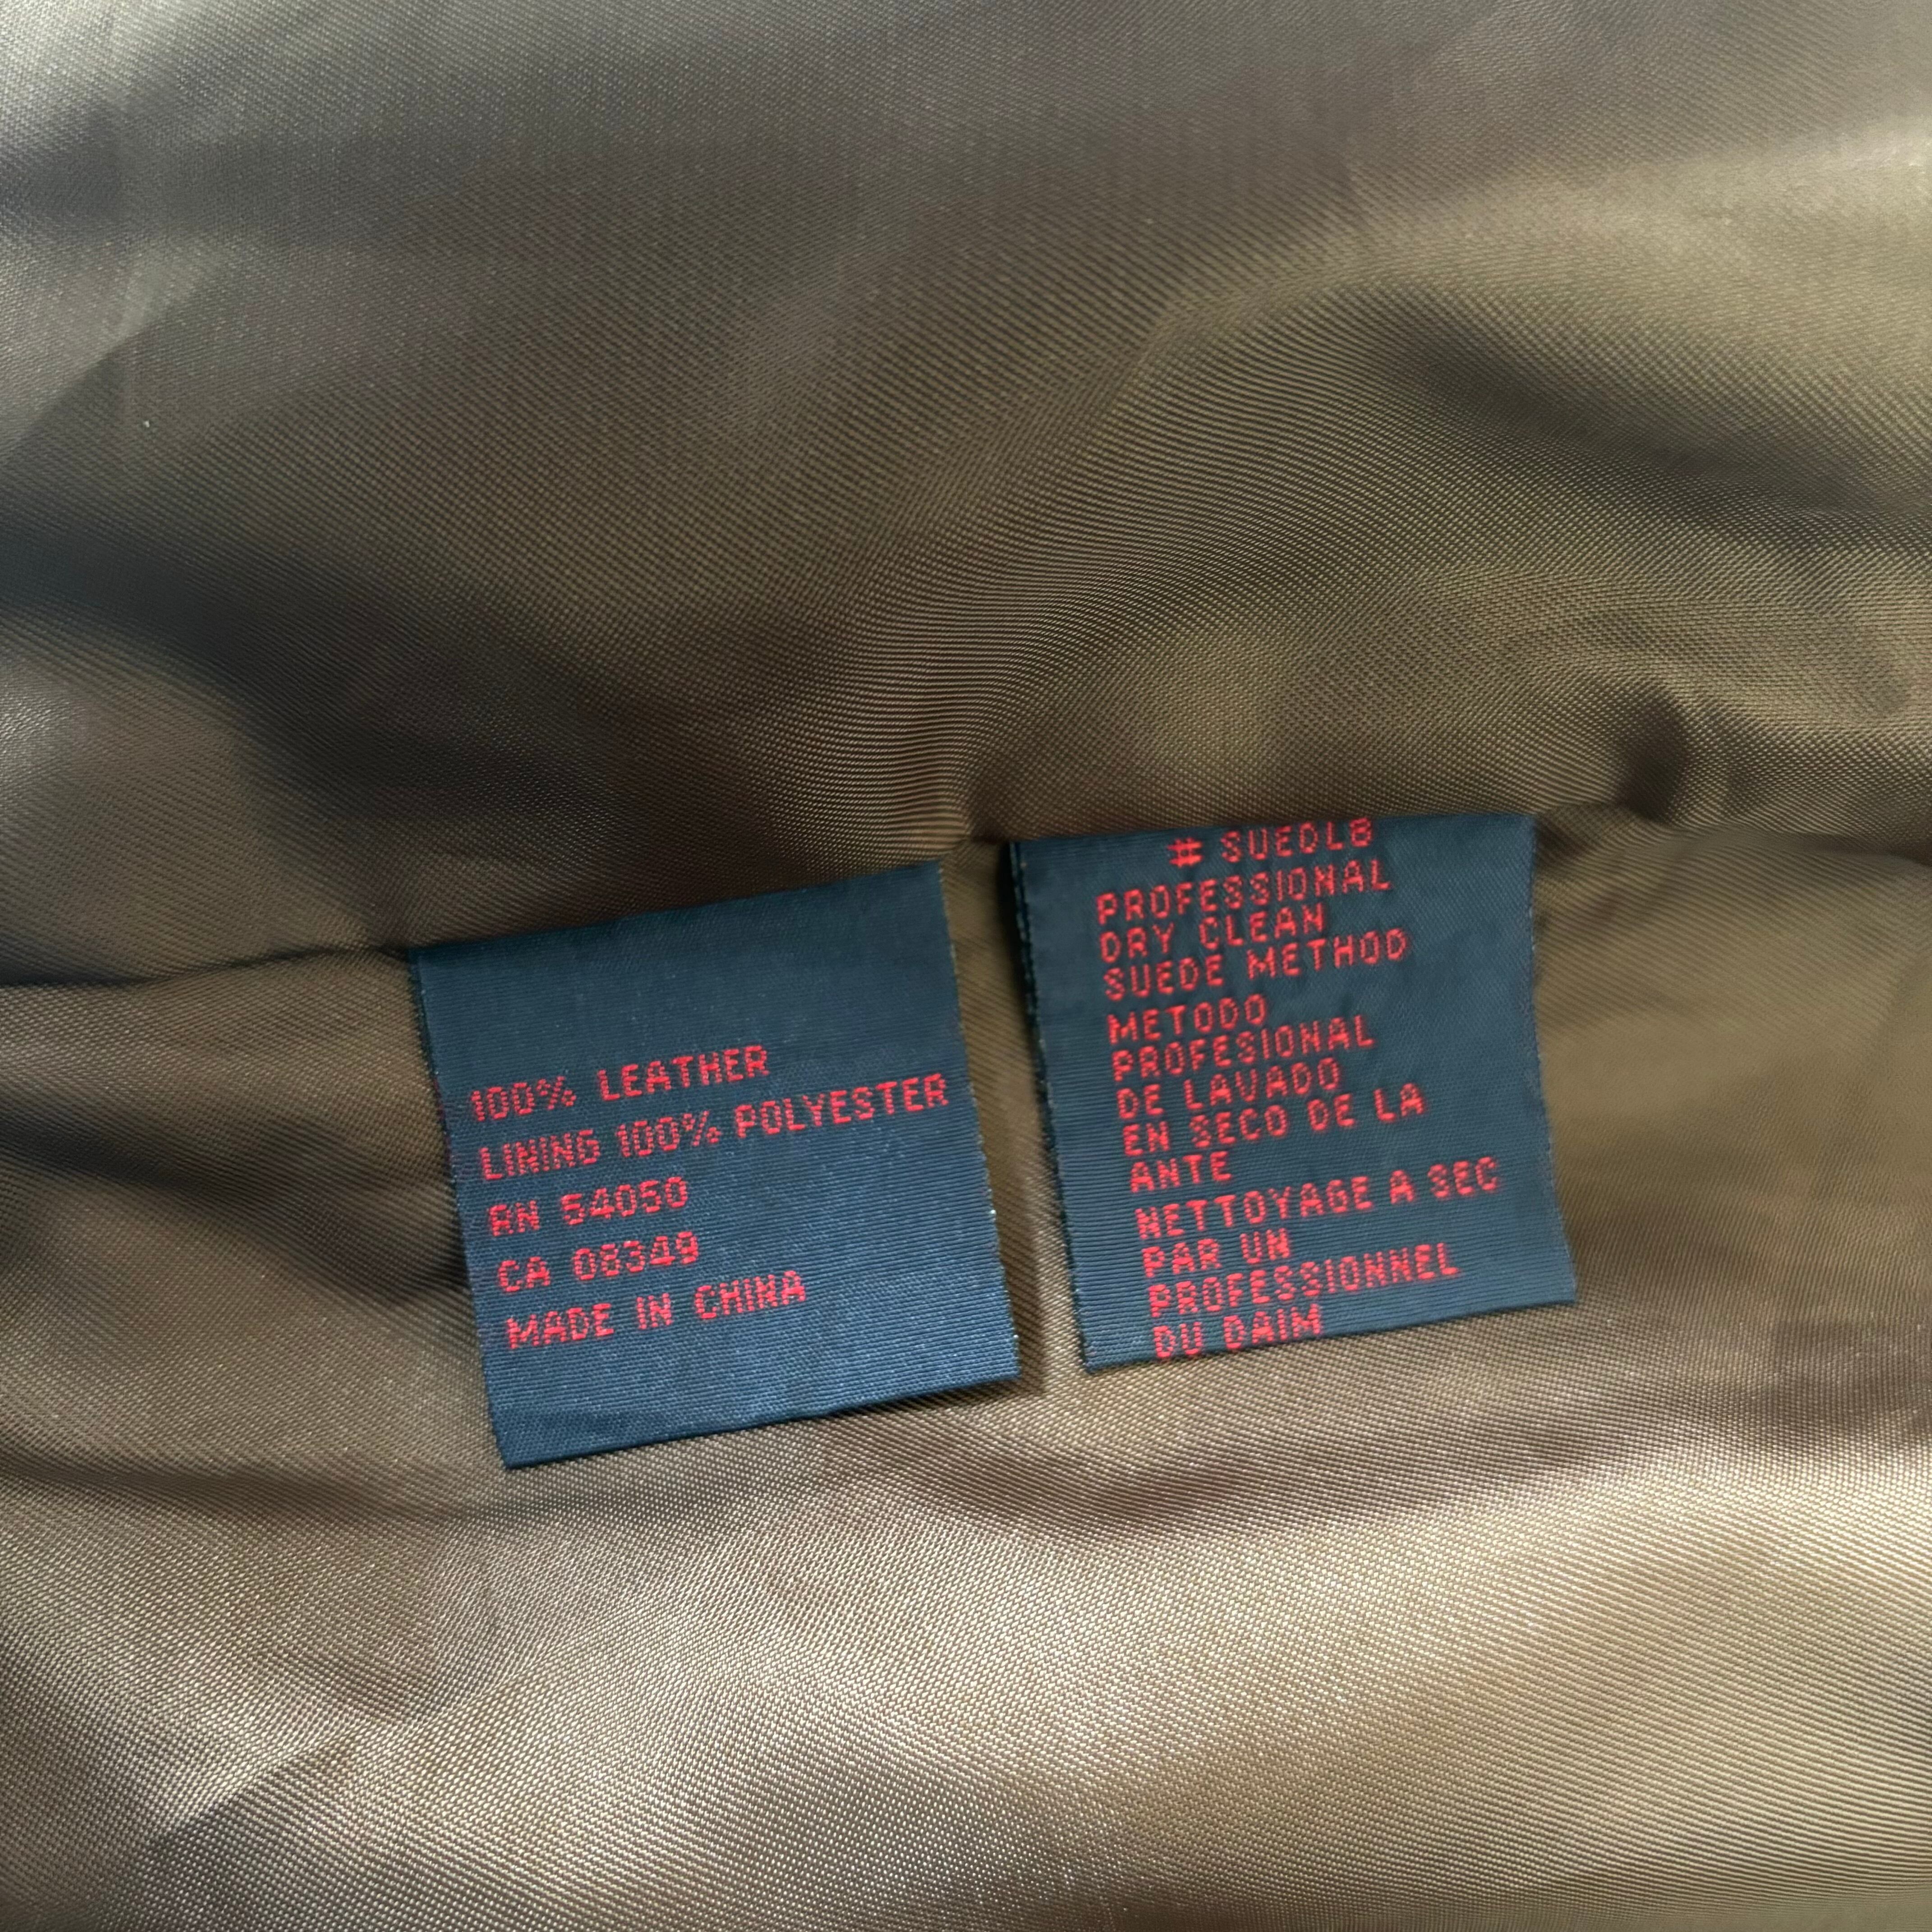 100% LEATHER
LINING 100% POLYESTER
RN 54050
CA 08349
MADE IN CHINA
# SUEDL8
PROFESSIONAL
DRY CLEAN
SUEDE METHOD
METODO
PROFESIONAL
DE LAVADO
EN SECO DE LA
ANTE
NETTOYAGE A SEC
PAR UN
PROFESSIONNEL
DU DAIM